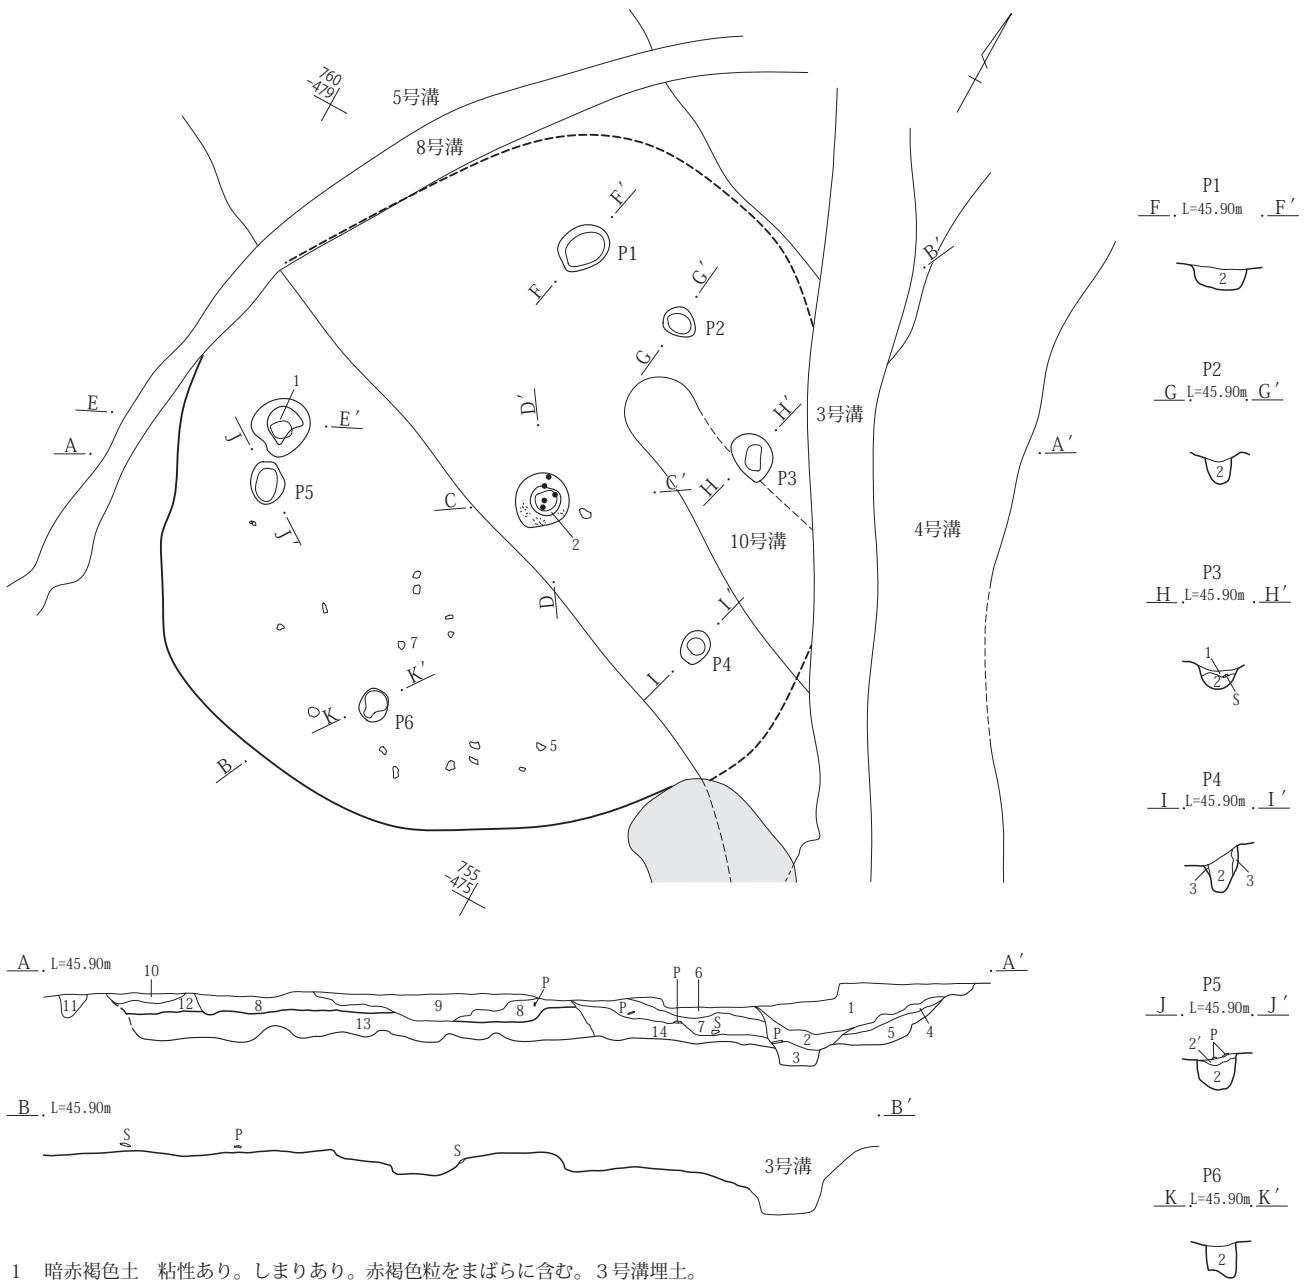 760
-479
5号溝
8号溝
F′
P1
F
G′
P2
G
B′
1
E
E′
A
J
D′
H′
3号溝
A′
P5
C
C′
H
P3
J′
2
10号溝
4号溝
D
I′
7
P4
K′
I
K
P6
B
5
755
-475
P1
F L=45.90m F′
2
P2
G L=45.90m G′
2
P3
H L=45.90m H′
1
2
S
P4
I L=45.90m I′
3 2 3
P5
J L=45.90m J′
2′ P
2
P6
K L=45.90m K′
2
A L=45.90m A′
10 P P 6
11 12 8 9 8 P 1
13 14 7 S P 2 5 4
3
B L=45.90m B′
S P S
3号溝
1 暗赤褐色土 粘性あり。しまりあり。赤褐色粒をまばらに含む。3号溝埋土。